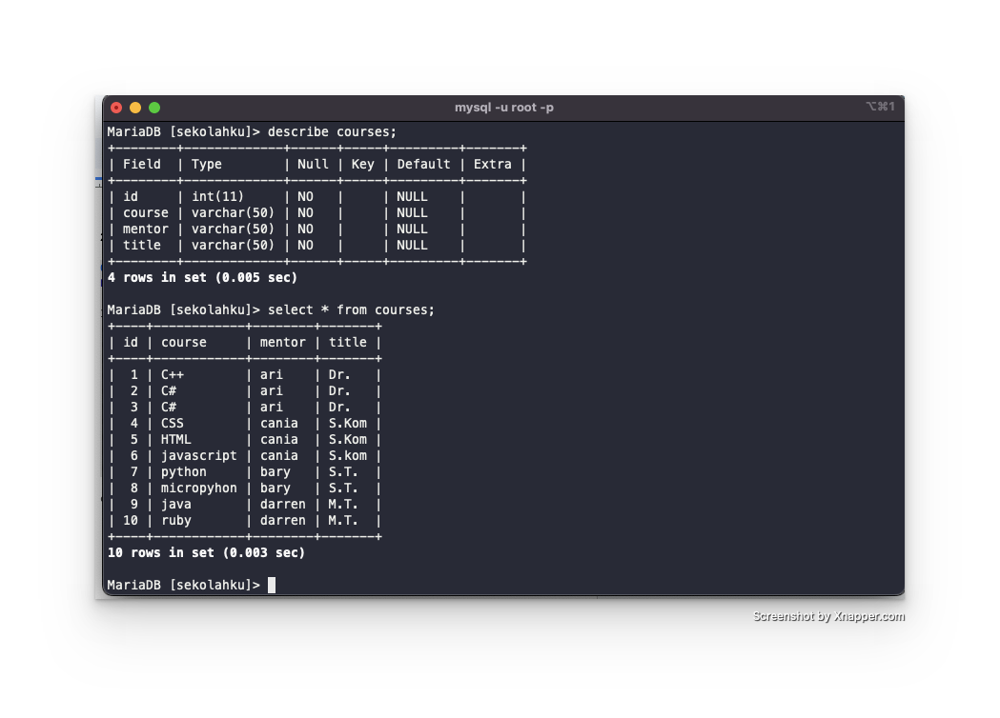 mysql -u root -p
⌥⌘1
MariaDB [sekolahku]> describe courses;
+--------+-------------+------+-----+---------+-------+
| Field  | Type        | Null | Key | Default | Extra |
+--------+-------------+------+-----+---------+-------+
| id     | int(11)     | NO   |     | NULL    |       |
| course | varchar(50) | NO   |     | NULL    |       |
| mentor | varchar(50) | NO   |     | NULL    |       |
| title  | varchar(50) | NO   |     | NULL    |       |
+--------+-------------+------+-----+---------+-------+
4 rows in set (0.005 sec)
MariaDB [sekolahku]> select * from courses;
+----+------------+--------+-------+
| id | course     | mentor | title |
+----+------------+--------+-------+
|  1 | C++        | ari    | Dr.   |
|  2 | C#         | ari    | Dr.   |
|  3 | C#         | ari    | Dr.   |
|  4 | CSS        | cania  | S.Kom |
|  5 | HTML       | cania  | S.Kom |
|  6 | javascript | cania  | S.kom |
|  7 | python     | bary   | S.T.  |
|  8 | micropyhon | bary   | S.T.  |
|  9 | java       | darren | M.T.  |
| 10 | ruby       | darren | M.T.  |
+----+------------+--------+-------+
10 rows in set (0.003 sec)
MariaDB [sekolahku]>
Screenshot by Xnapper.com